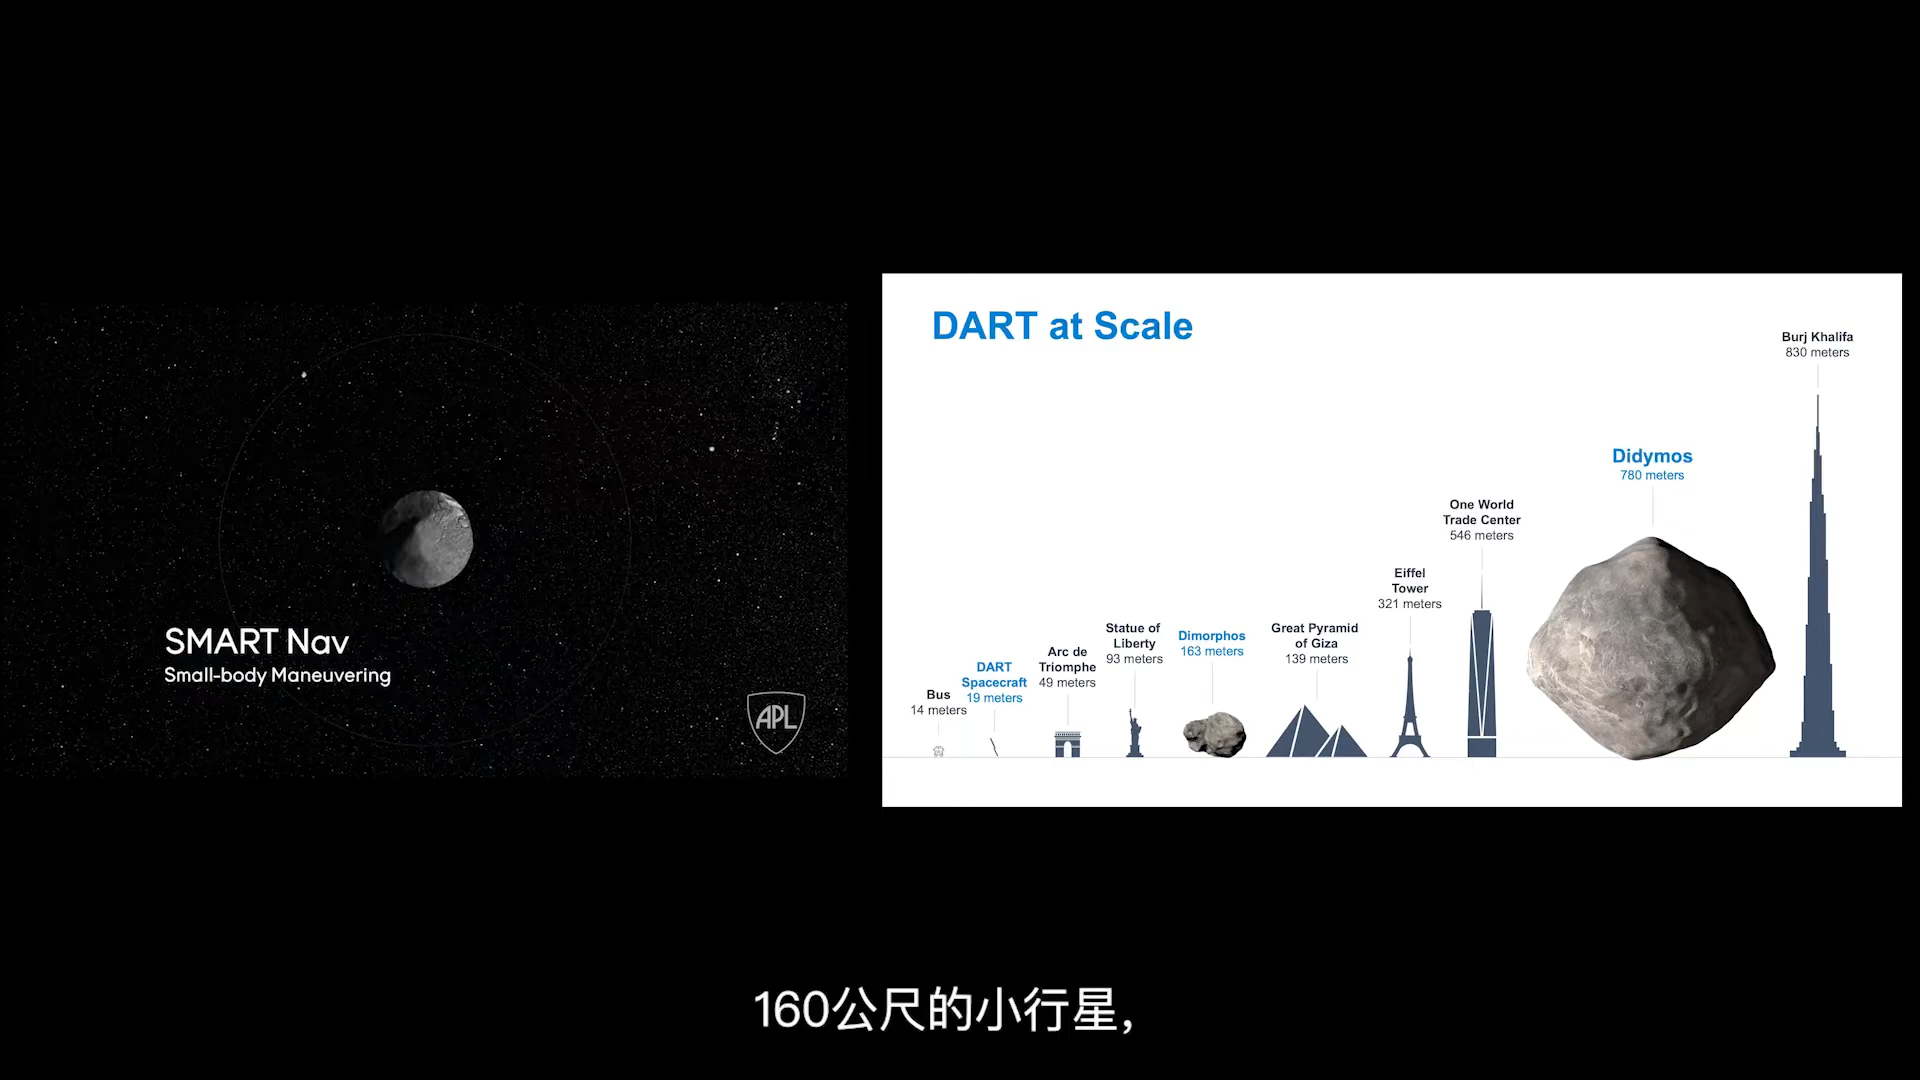 SMART Nav
Small-body Maneuvering
APL
DART at Scale
Bus
14 meters
DART
Spacecraft
19 meters
Arc de
Triomphe
49 meters
Statue of
Liberty
93 meters
Dimorphos
163 meters
Great Pyramid
of Giza
139 meters
Eiffel
Tower
321 meters
One World
Trade Center
546 meters
Didymos
780 meters
Burj Khalifa
830 meters
160公尺的小行星，